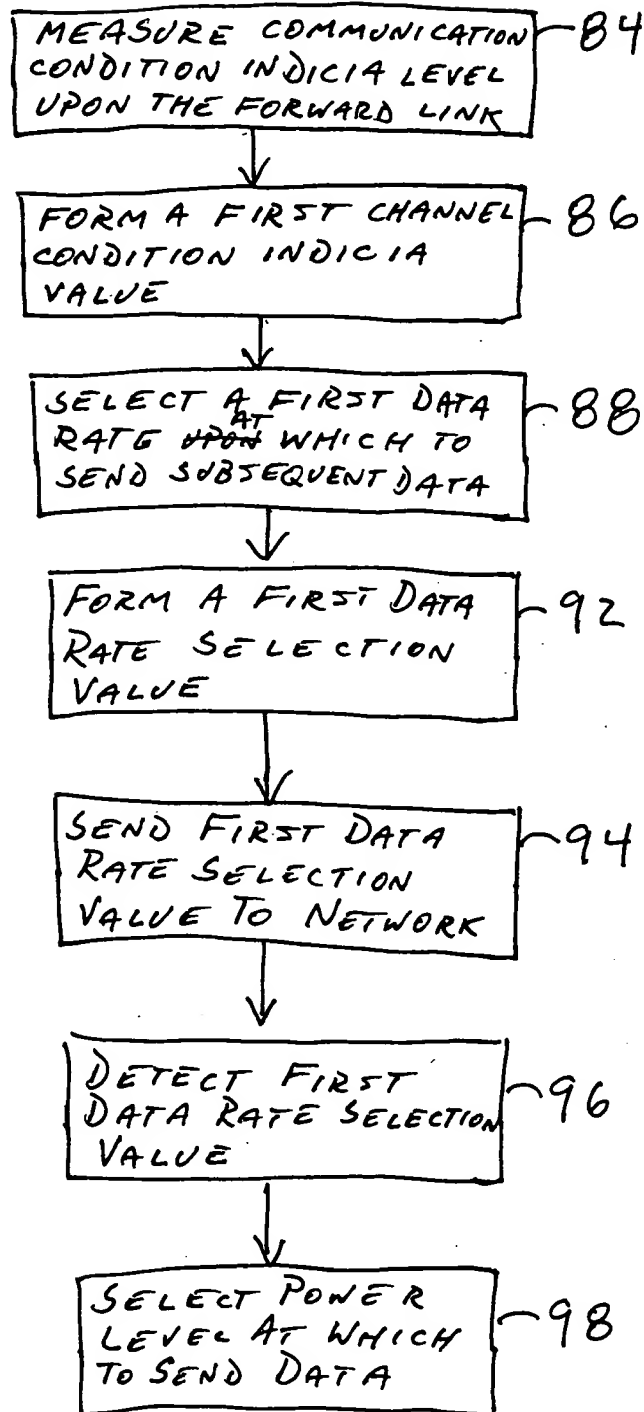 MEASURE COMMUNICATION 84
CONDITION INDICIA LEVEL
UPON THE FORWARD LINK
FORM A FIRST CHANNEL 86
CONDITION INDICIA
VALUE
SELECT A FIRST DATA 88
RATE UPON AT WHICH TO
SEND SUBSEQUENT DATA
FORM A FIRST DATA 92
RATE SELECTION
VALUE
SEND FIRST DATA 94
RATE SELECTION
VALUE TO NETWORK
DETECT FIRST 96
DATA RATE SELECTION
VALUE
SELECT POWER 98
LEVEL AT WHICH
TO SEND DATA